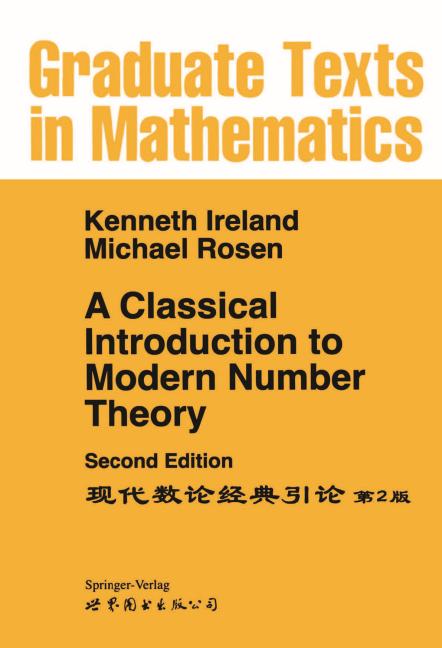 Graduate Texts
in Mathematics
Kenneth Ireland
Michael Rosen
A Classical
Introduction to
Modern Number
Theory
Second Edition
现代数论经典引论 第2版
Springer-Verlag
世界图书出版公司